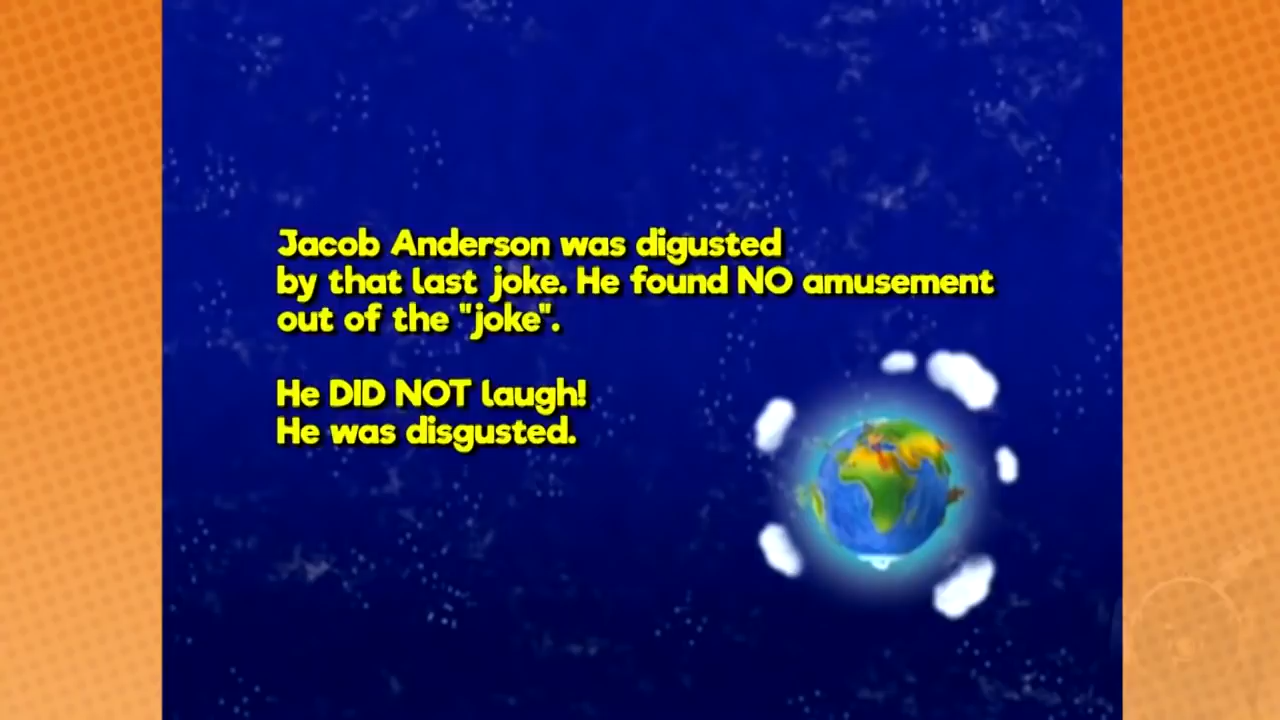 Jacob Anderson was digusted
by that last joke. He found NO amusement
out of the "joke".
He DID NOT laugh!
He was disgusted.